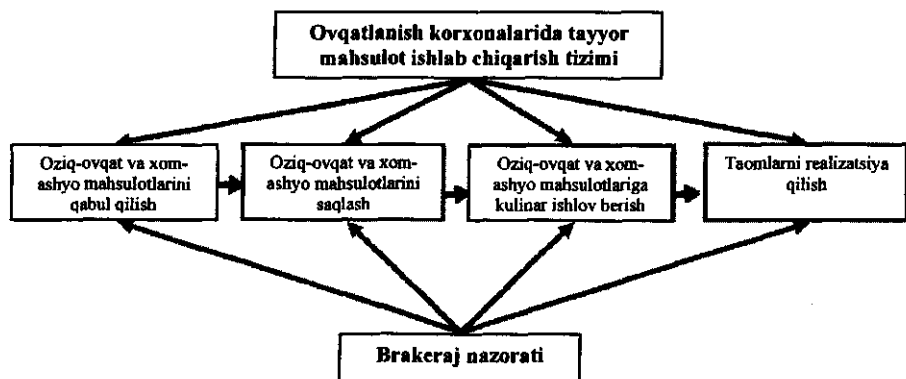 Ovqatlanish korxonalarida tayyor
mahsulot ishlab chiqarish tizimi
Oziq-ovqat va xom-
ashyo mahsulotlarini
qabul qilish
Oziq-ovqat va xom-
ashyo mahsulotlarini
saqlash
Oziq-ovqat va xom-
ashyo mahsulotlariga
kulinar ishlov berish
Taomlarni realizatsiya
qilish
Brakeraj nazorati